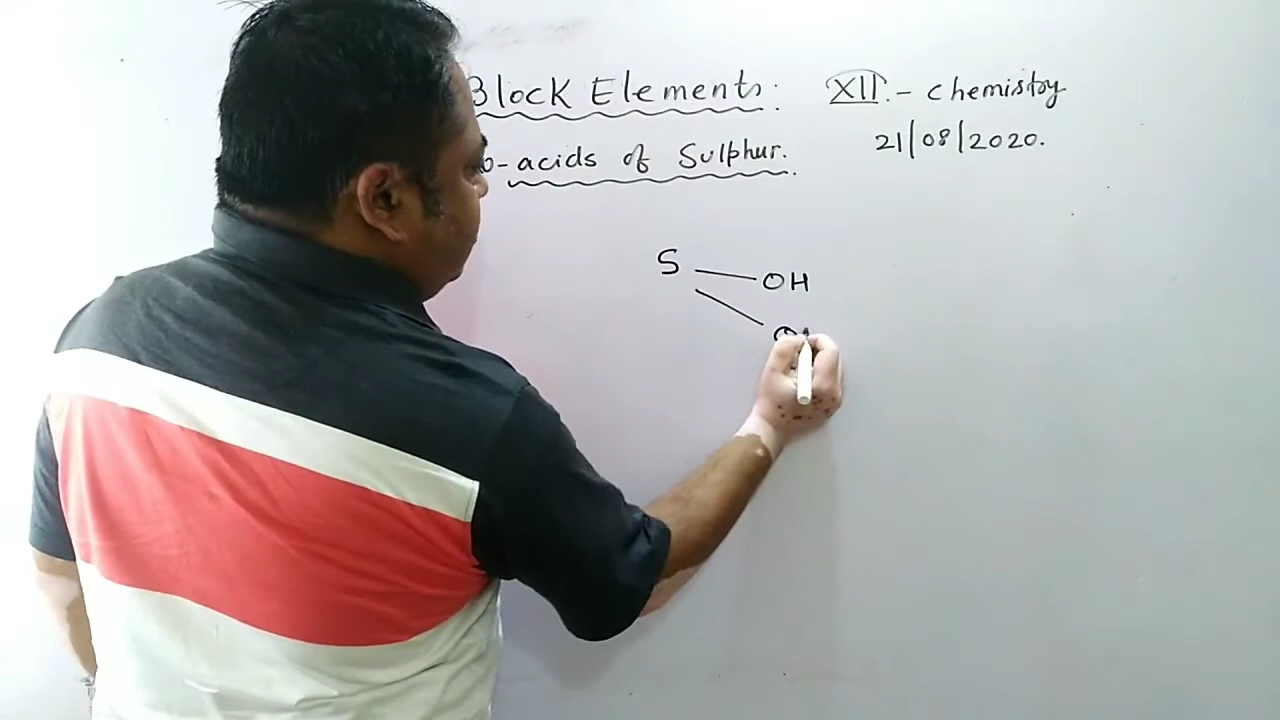 Block Elements: XII. - Chemistry
21/08/2020.
o-acids of Sulphur.
S OH
O